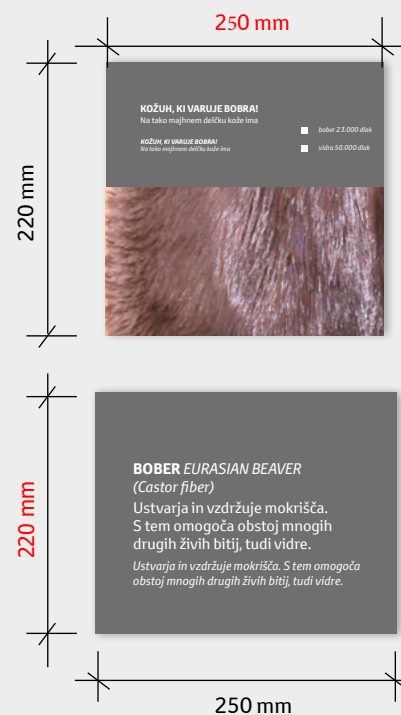 250 mm
220 mm
KOŽUH, KI VARUJE BOBRA!
Na tako majhnem delčku kože ima
KOŽUH, KI VARUJE BOBRA!
Na tako majhnem delčku kože ima
bober 23.000 dlak
vidra 50.000 dlak
220 mm
BOBER EURASIAN BEAVER
(Castor fiber)
Ustvarja in vzdržuje mokrišča.
S tem omogoča obstoj mnogih
drugih živih bitij, tudi vidre.
Ustvarja in vzdržuje mokrišča. S tem omogoča
obstoj mnogih drugih živih bitij, tudi vidre.
250 mm